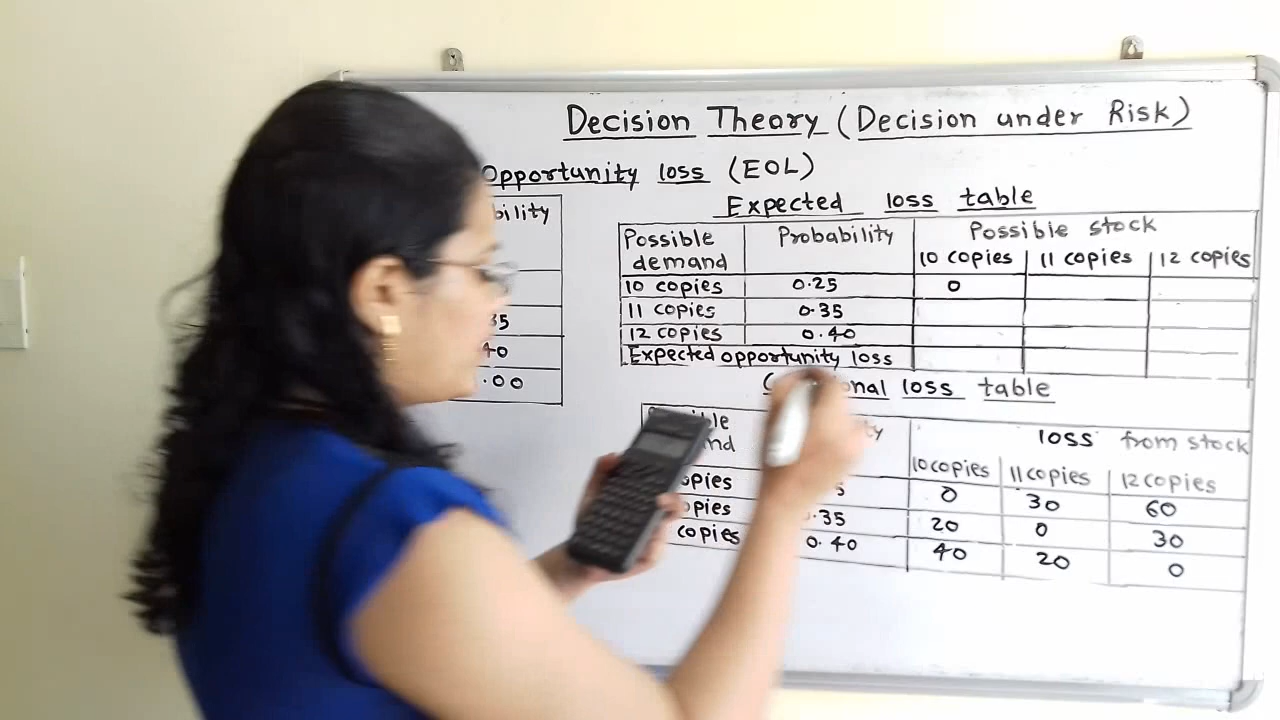 Decision Theory (Decision under Risk)
Opportunity loss (EOL)
Expected loss table
Possible demand Probability Possible stock
10 copies 11 copies 12 copies
10 copies 0.25 0
11 copies 0.35
12 copies 0.40
Expected opportunity loss
loss table
loss from stock
10 copies 11 copies 12 copies
0 30 60
.35 20 0 30
copies 0.40 40 20 0
.00